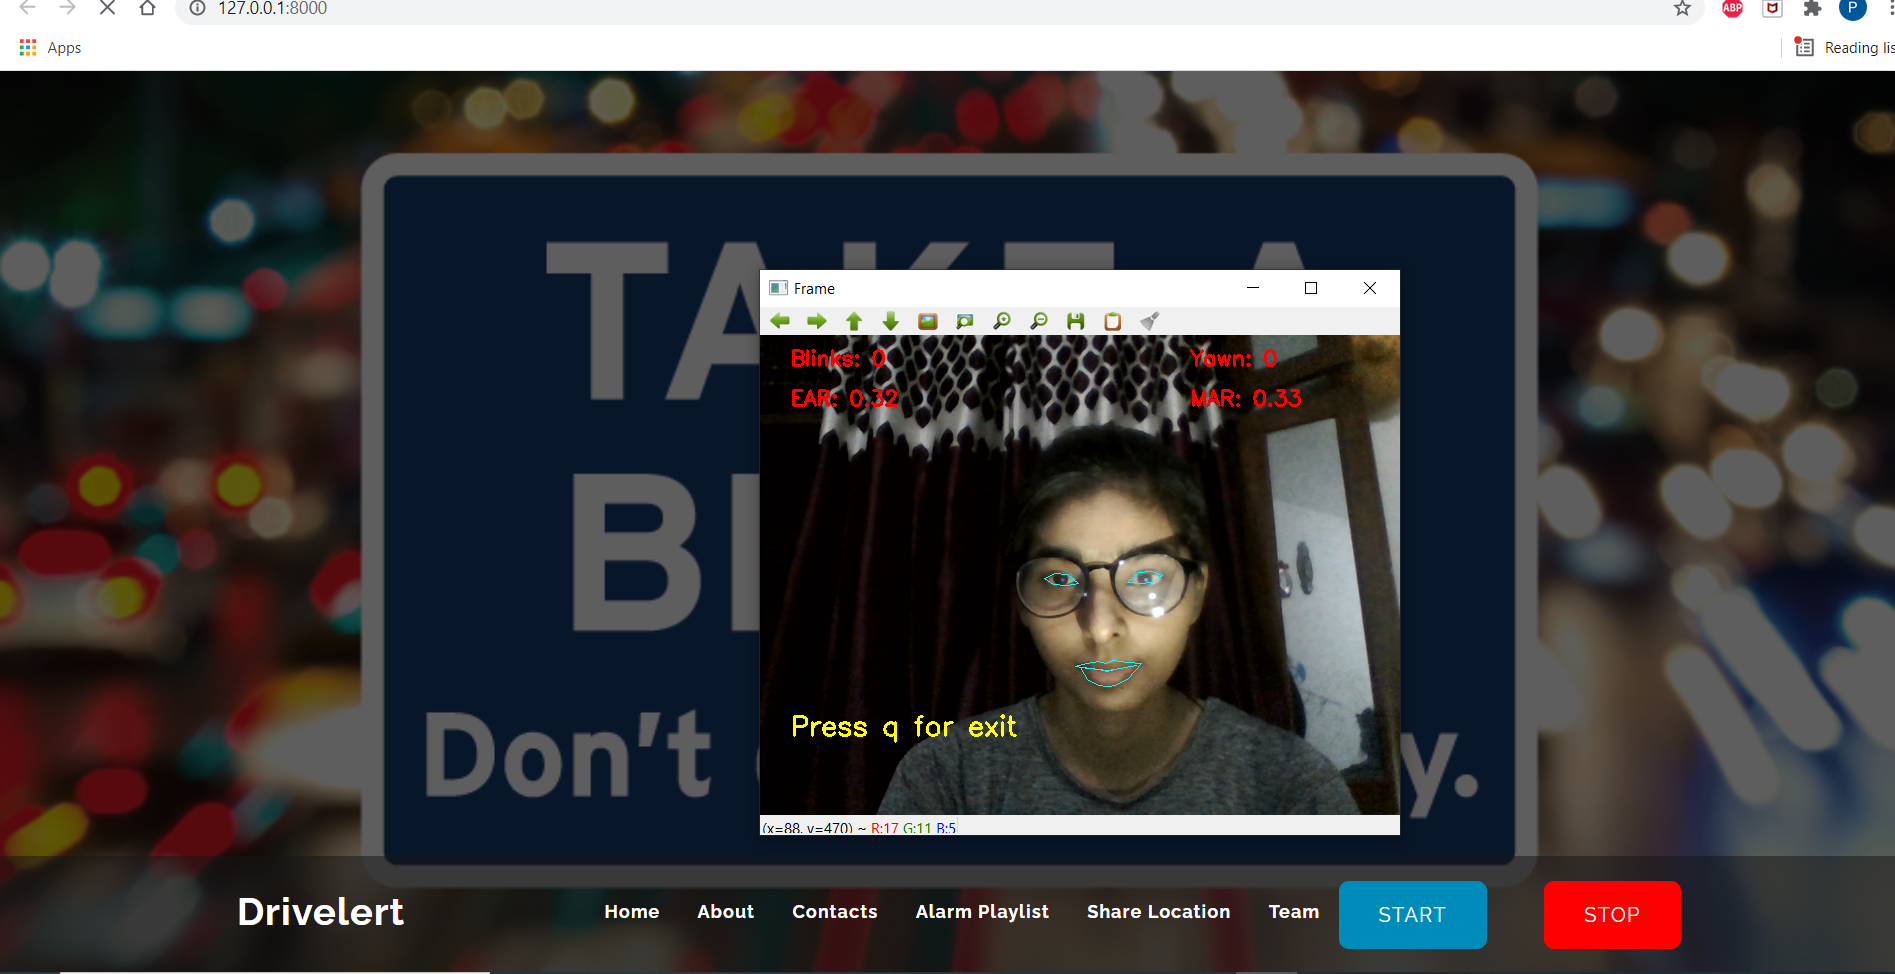 127.0.0.1:8000
ABP
P
Apps
Reading lis
TAKE A
Frame
Blinks: 0
Yawn: 0
EAR: 0.32
MAR: 0.33
B
Don't
y.
Press q for exit
(x=88, y=470) ~ R:17 G:11 B:5
Drivelert
Home
About
Contacts
Alarm Playlist
Share Location
Team
START
STOP